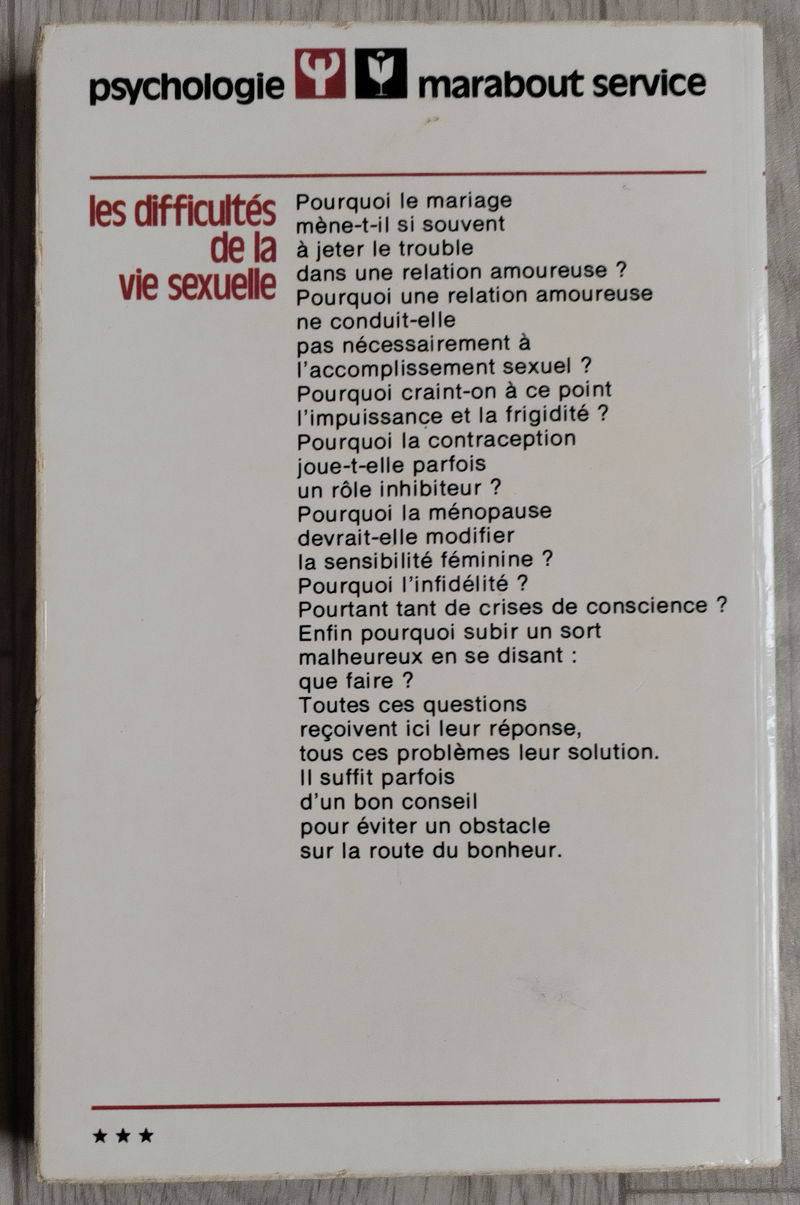 psychologie marabout service
les difficultés
de la
vie sexuelle
Pourquoi le mariage
mène-t-il si souvent
à jeter le trouble
dans une relation amoureuse ?
Pourquoi une relation amoureuse
ne conduit-elle
pas nécessairement à
l'accomplissement sexuel ?
Pourquoi craint-on à ce point
l'impuissance et la frigidité ?
Pourquoi la contraception
joue-t-elle parfois
un rôle inhibiteur ?
Pourquoi la ménopause
devrait-elle modifier
la sensibilité féminine ?
Pourquoi l'infidélité ?
Pourtant tant de crises de conscience ?
Enfin pourquoi subir un sort
malheureux en se disant :
que faire ?
Toutes ces questions
reçoivent ici leur réponse,
tous ces problèmes leur solution.
Il suffit parfois
d'un bon conseil
pour éviter un obstacle
sur la route du bonheur.
★ ★ ★